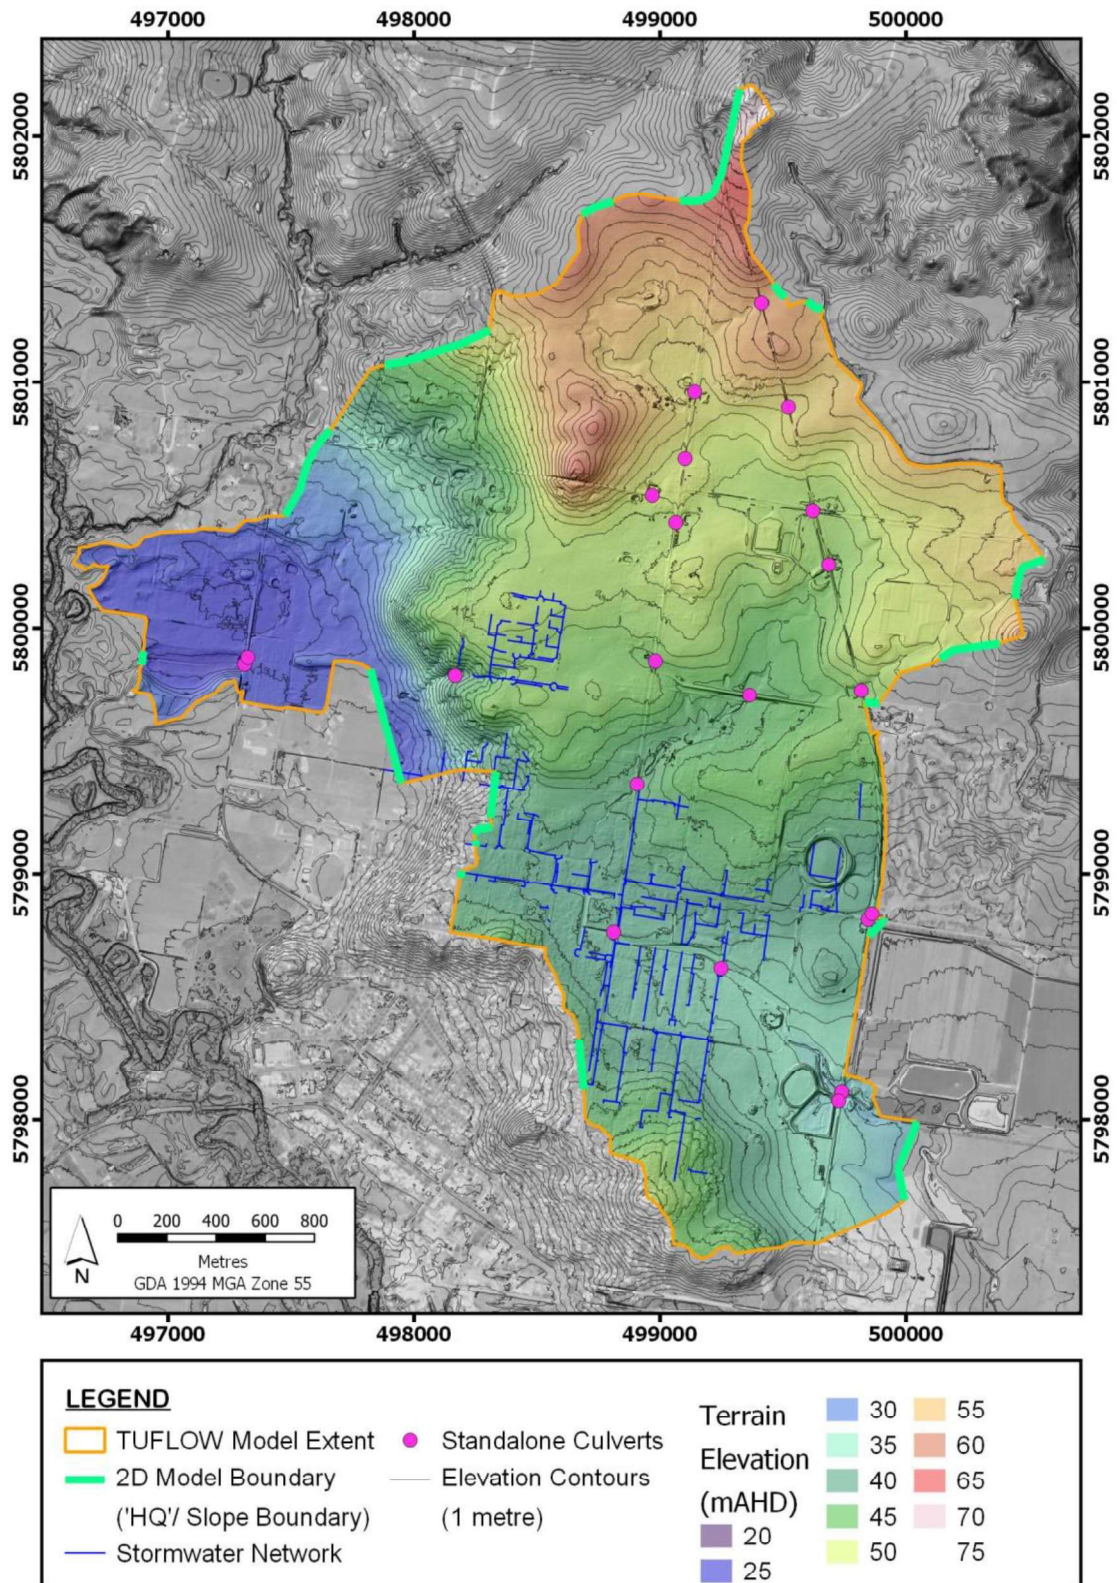 497000 498000 499000 500000
5802000 5802000
5801000 5801000
5800000 5800000
5799000 5799000
5798000 5798000
0 200 400 600 800
Metres
GDA 1994 MGA Zone 55
N
497000 498000 499000 500000
LEGEND
TUFLOW Model Extent
2D Model Boundary
('HQ'/ Slope Boundary)
Stormwater Network
Standalone Culverts
Elevation Contours
(1 metre)
Terrain
Elevation
(mAHD)
20
25
30
35
40
45
50
55
60
65
70
75